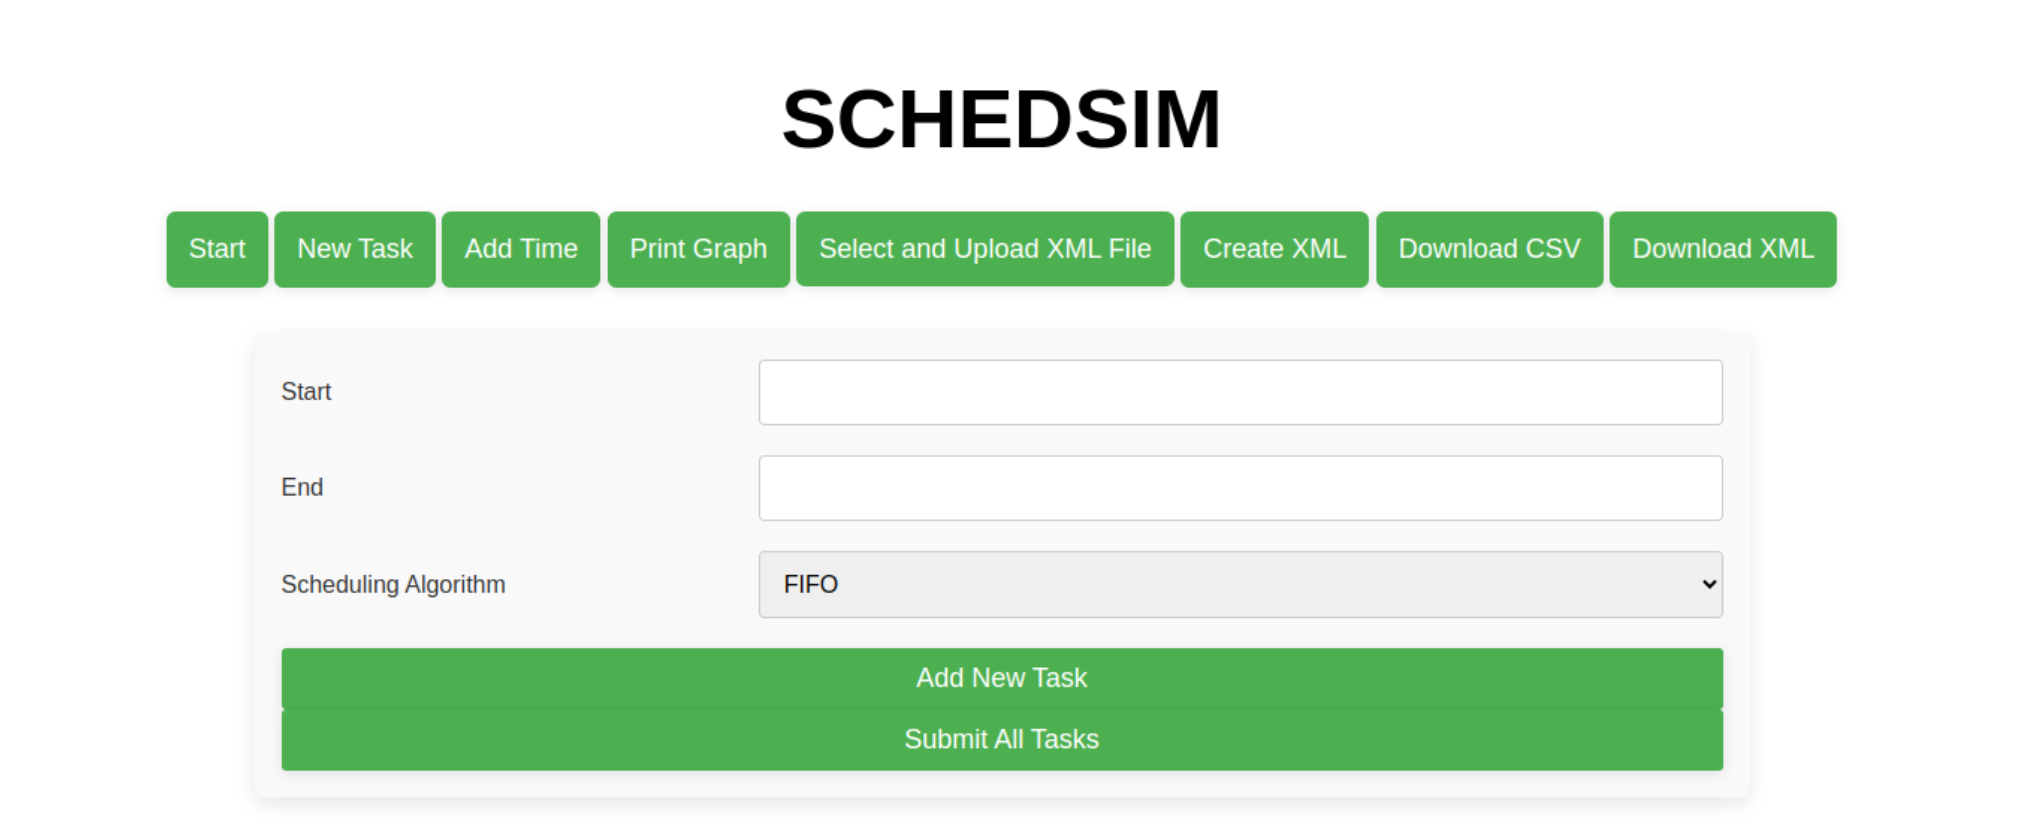 SCHEDSIM
Start New Task Add Time Print Graph Select and Upload XML File Create XML Download CSV Download XML
Start
End
Scheduling Algorithm FIFO
Add New Task
Submit All Tasks